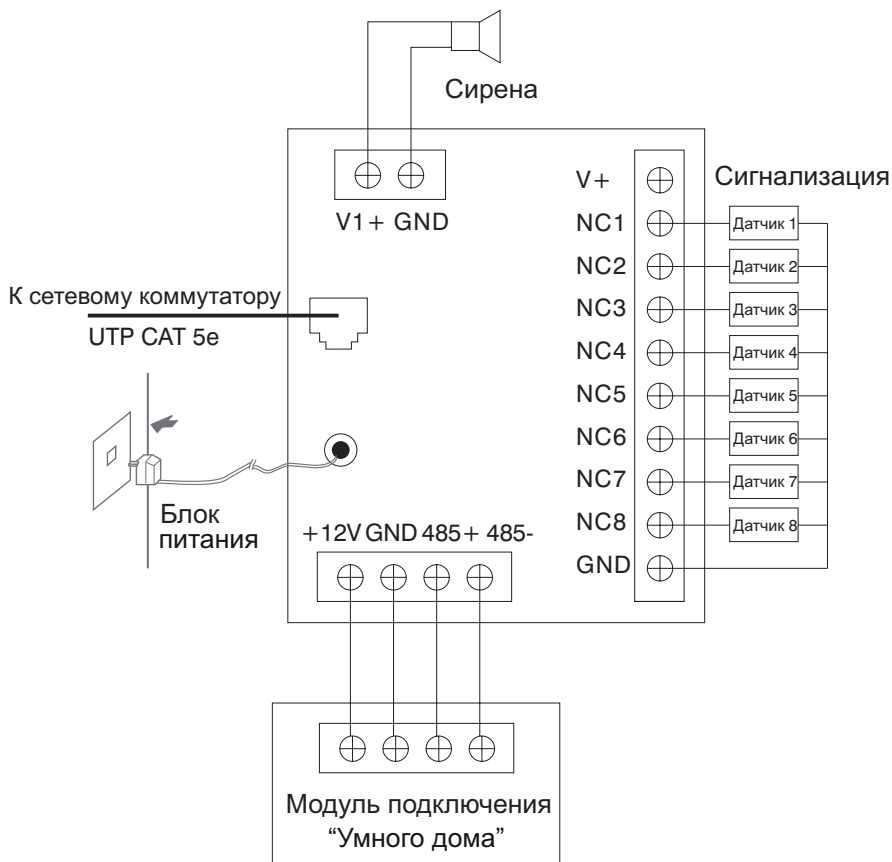 Сирена
V1+ GND
V+
Сигнализация
NC1
Датчик 1
NC2
Датчик 2
NC3
Датчик 3
NC4
Датчик 4
NC5
Датчик 5
NC6
Датчик 6
NC7
Датчик 7
NC8
Датчик 8
GND
К сетевому коммутатору
UTP CAT 5e
Блок
питания
+12V GND 485+ 485-
Модуль подключения
“Умного дома”